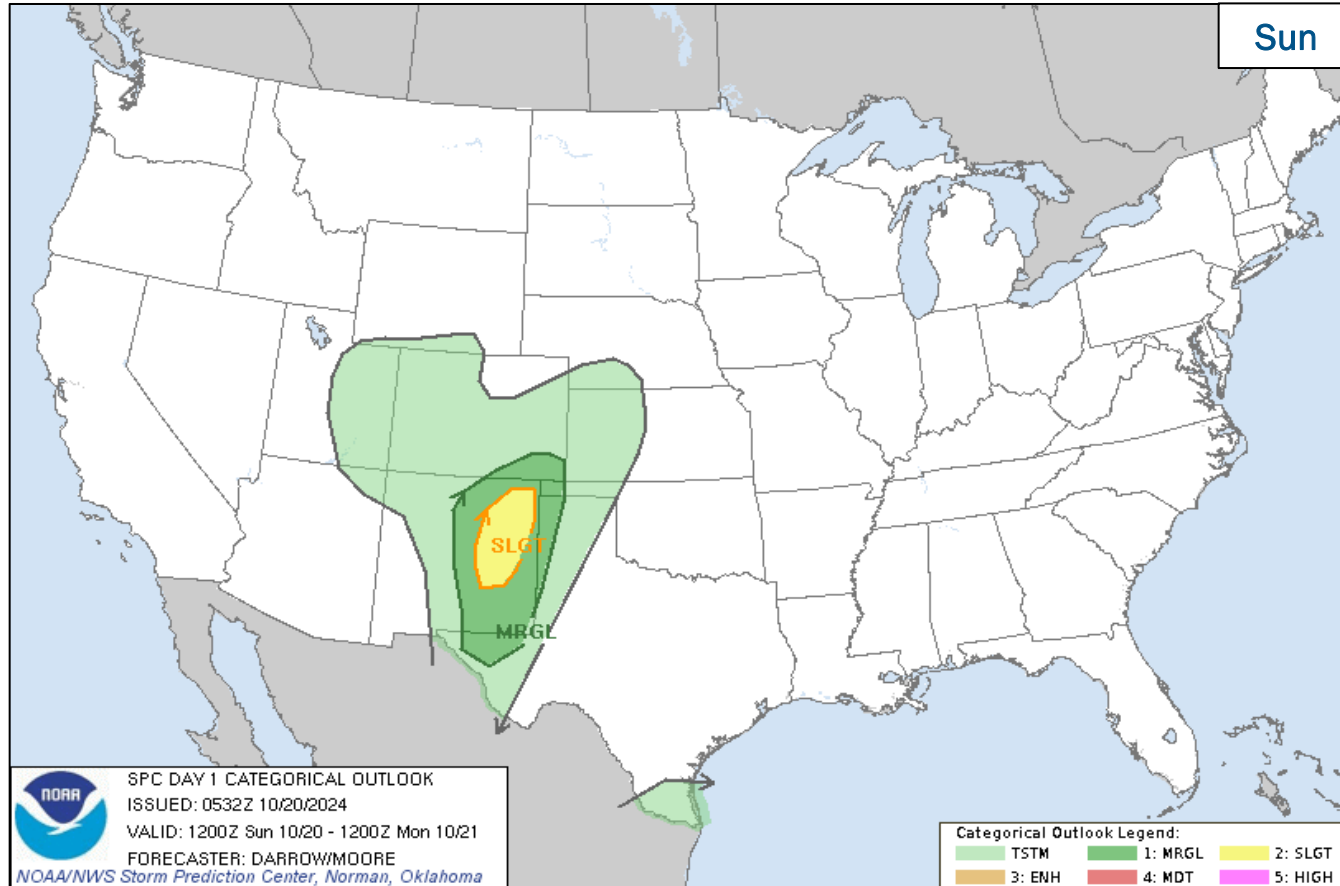 Sun
SLGT
MRGL
NOAA
SPC DAY 1 CATEGORICAL OUTLOOK
ISSUED: 0532Z 10/20/2024
VALID: 1200Z Sun 10/20 - 1200Z Mon 10/21
FORECASTER: DARROW/MOORE
NOAA/NWS Storm Prediction Center, Norman, Oklahoma
Categorical Outlook Legend:
TSTM 1: MRGL 2: SLGT
3: ENH 4: MDT 5: HIGH